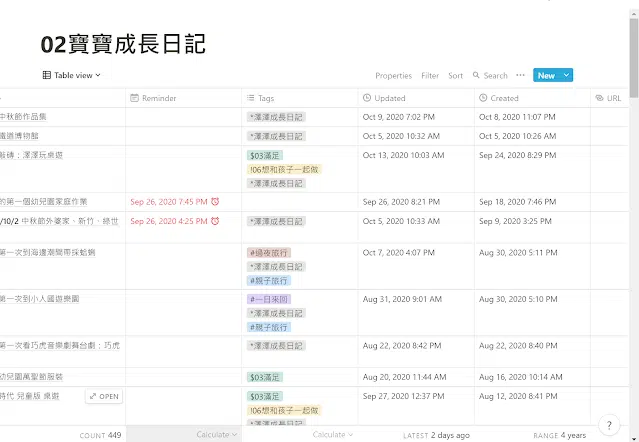 02寶寶成長日記
Table view
Properties Filter Sort Search ••• New
Reminder Tags Updated Created URL
中秋節作品集 *澤澤成長日記 Oct 9, 2020 7:02 PM Oct 8, 2020 11:07 PM
鐵道博物館 *澤澤成長日記 Oct 5, 2020 10:32 AM Oct 5, 2020 10:26 AM
敲磚：澤澤玩桌遊 $03滿足 Oct 13, 2020 10:03 AM Sep 24, 2020 8:29 PM
!06想和孩子一起做
*澤澤成長日記
的第一個幼兒園家庭作業 Sep 26, 2020 7:45 PM Sep 26, 2020 8:21 PM Sep 18, 2020 7:46 PM
/10/2 中秋節外婆家、新竹、綠世 Sep 26, 2020 4:25 PM *澤澤成長日記 Oct 5, 2020 10:33 AM Sep 9, 2020 3:25 PM
第一次到海邊潮間帶採蛤蜊 #過夜旅行 Oct 7, 2020 4:07 PM Aug 30, 2020 5:11 PM
*澤澤成長日記
#親子旅行
第一次到小人國遊樂園 #一日來回 Aug 31, 2020 9:01 AM Aug 30, 2020 5:10 PM
*澤澤成長日記
#親子旅行
第一次看巧虎音樂劇舞台劇：巧虎 *澤澤成長日記 Aug 22, 2020 8:42 PM Aug 22, 2020 8:40 PM
幼兒園萬聖節服裝 $03滿足 Aug 20, 2020 11:44 AM Aug 16, 2020 10:14 AM
時代 兒童版 桌遊 OPEN $03滿足 Sep 27, 2020 12:37 PM Aug 12, 2020 8:41 PM
!06想和孩子一起做
*澤澤成長日記
COUNT 449 Calculate Calculate LATEST 2 days ago RANGE 4 years
?